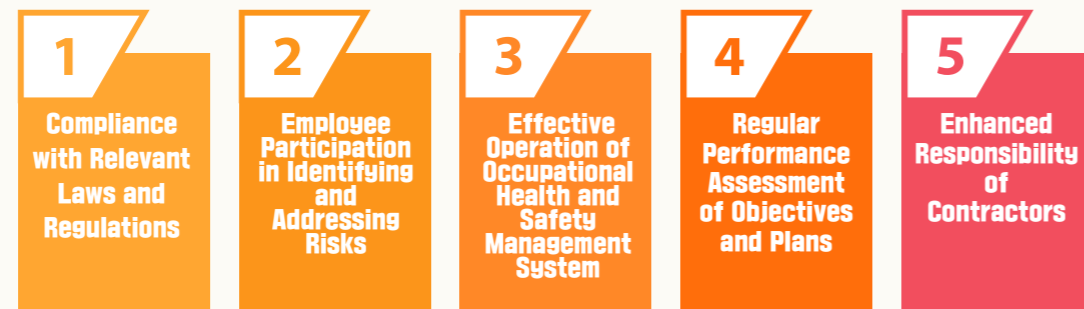 1
Compliance
with Relevant
Laws and
Regulations
2
Employee
Participation
in Identifying
and
Addressing
Risks
3
Effective
Operation of
Occupational
Health and
Safety
Management
System
4
Regular
Performance
Assessment
of Objectives
and Plans
5
Enhanced
Responsibility
of
Contractors